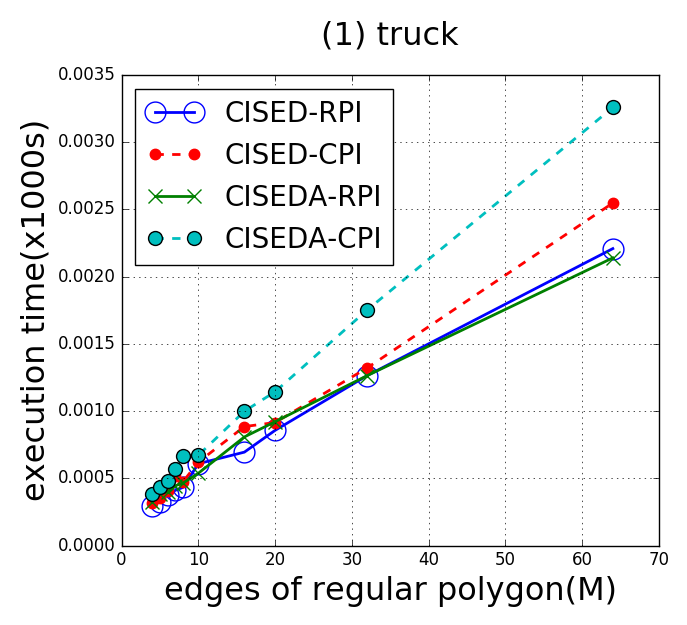 (1) truck
0.0035
0.0030
0.0025
0.0020
0.0015
0.0010
0.0005
0.0000
execution time(x1000s)
CISED-RPI
CISED-CPI
CISEDA-RPI
CISEDA-CPI
0 10 20 30 40 50 60 70
edges of regular polygon(M)